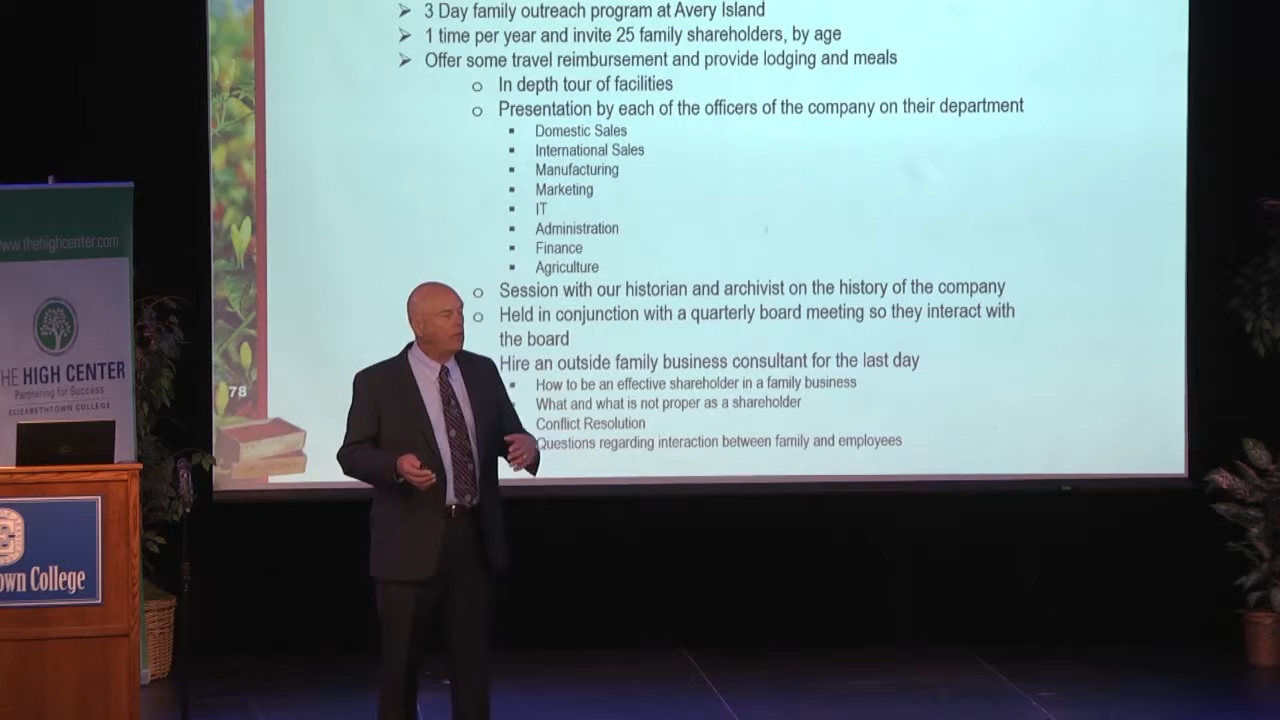 3 Day family outreach program at Avery Island
1 time per year and invite 25 family shareholders, by age
Offer some travel reimbursement and provide lodging and meals
In depth tour of facilities
Presentation by each of the officers of the company on their department
Domestic Sales
International Sales
Manufacturing
Marketing
IT
Administration
Finance
Agriculture
Session with our historian and archivist on the history of the company
Held in conjunction with a quarterly board meeting so they interact with
the board
Hire an outside family business consultant for the last day
How to be an effective shareholder in a family business
What and what is not proper as a shareholder
Conflict Resolution
Questions regarding interaction between family and employees
78
www.thehighcenter.com
THE HIGH CENTER
Partnering for Success
ELIZABETHTOWN COLLEGE
own College